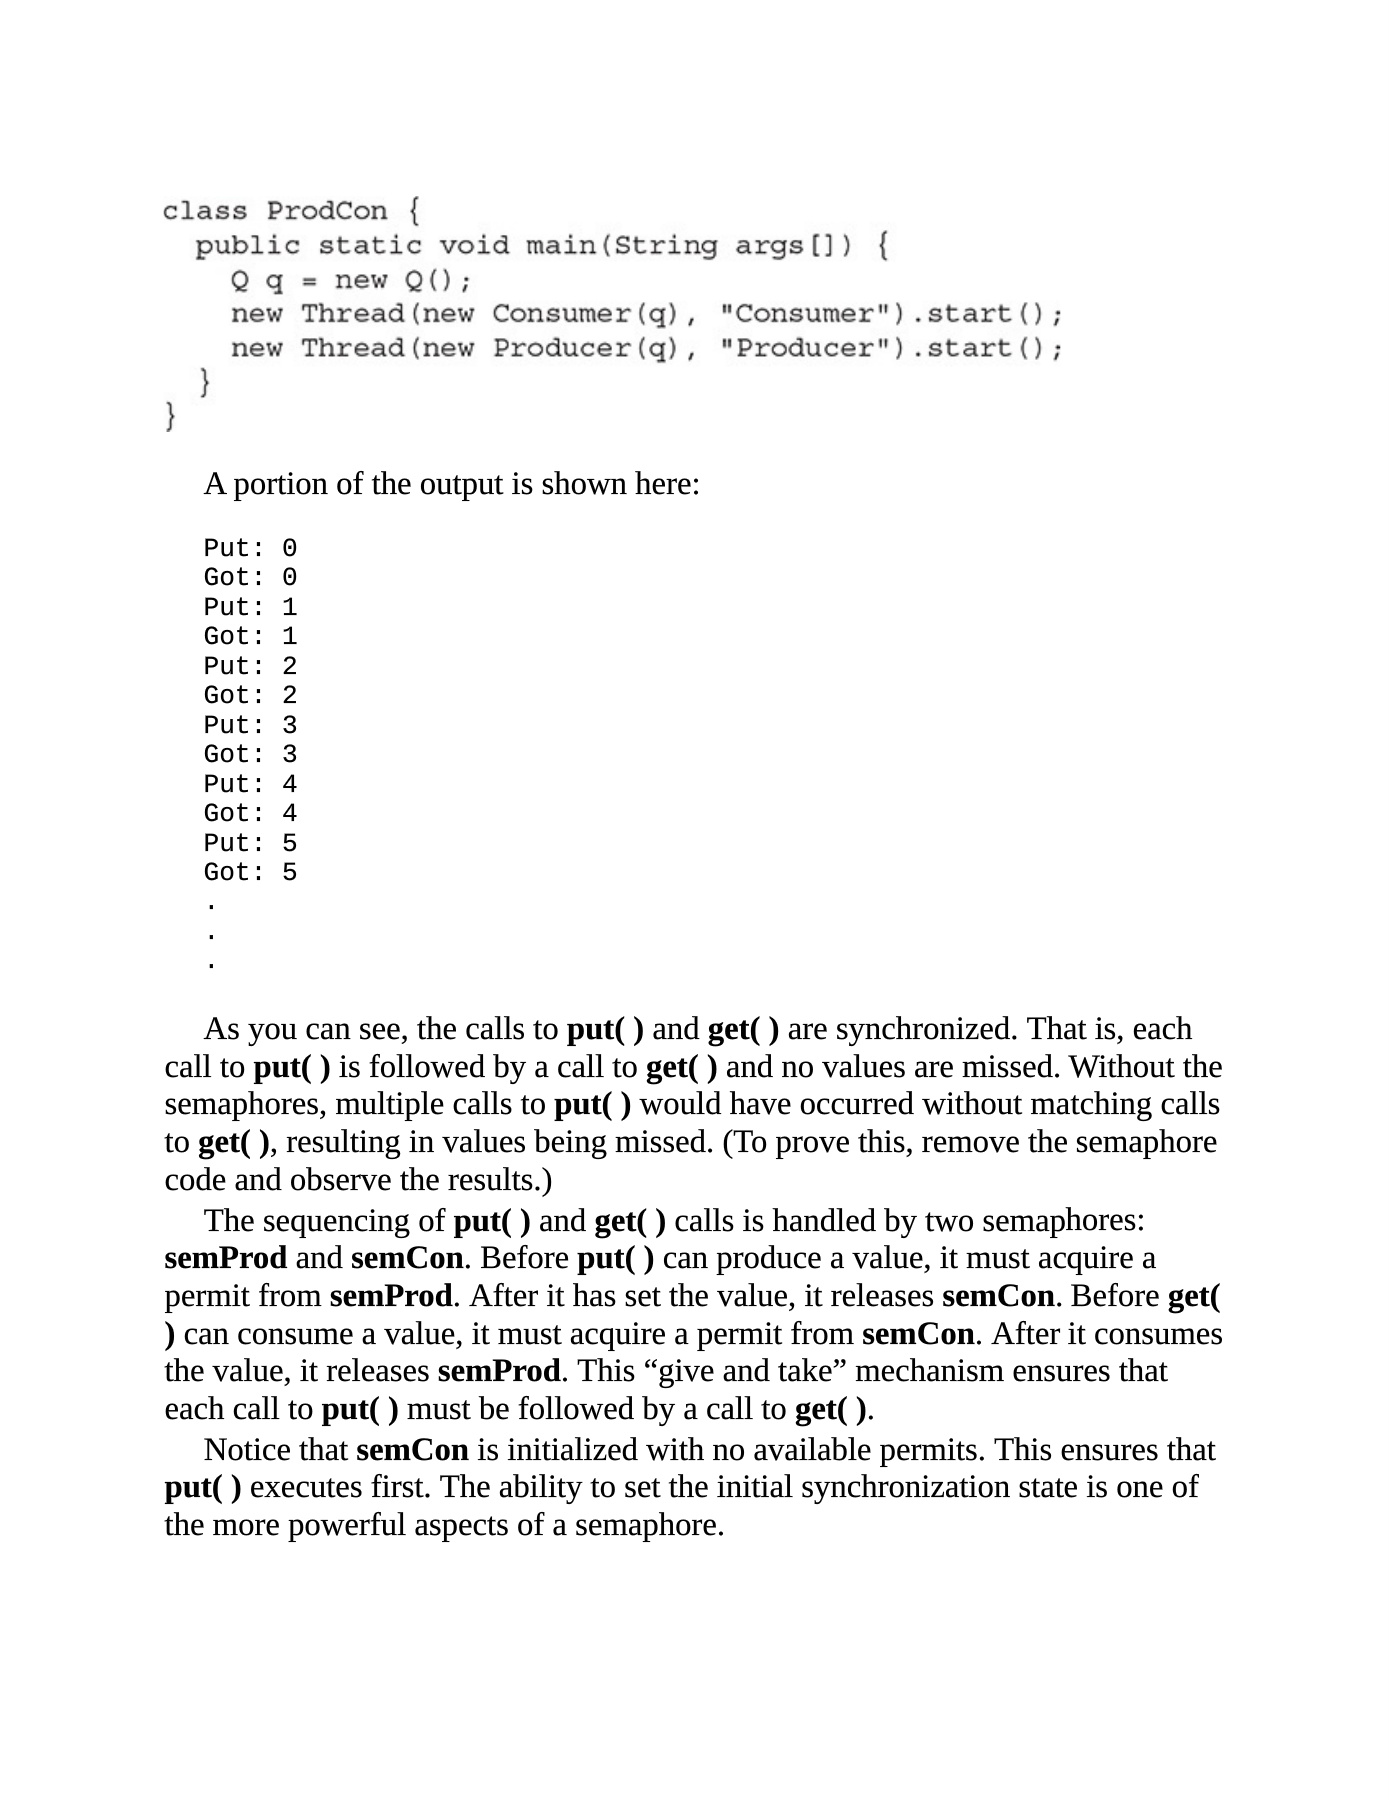 class ProdCon {
  public static void main(String args[]) {
    Q q = new Q();
    new Thread(new Consumer(q), "Consumer").start();
    new Thread(new Producer(q), "Producer").start();
  }
}
A portion of the output is shown here:
Put: 0
Got: 0
Put: 1
Got: 1
Put: 2
Got: 2
Put: 3
Got: 3
Put: 4
Got: 4
Put: 5
Got: 5
.
.
.
As you can see, the calls to put( ) and get( ) are synchronized. That is, each
call to put( ) is followed by a call to get( ) and no values are missed. Without the
semaphores, multiple calls to put( ) would have occurred without matching calls
to get( ), resulting in values being missed. (To prove this, remove the semaphore
code and observe the results.)
The sequencing of put( ) and get( ) calls is handled by two semaphores:
semProd and semCon. Before put( ) can produce a value, it must acquire a
permit from semProd. After it has set the value, it releases semCon. Before get(
) can consume a value, it must acquire a permit from semCon. After it consumes
the value, it releases semProd. This “give and take” mechanism ensures that
each call to put( ) must be followed by a call to get( ).
Notice that semCon is initialized with no available permits. This ensures that
put( ) executes first. The ability to set the initial synchronization state is one of
the more powerful aspects of a semaphore.